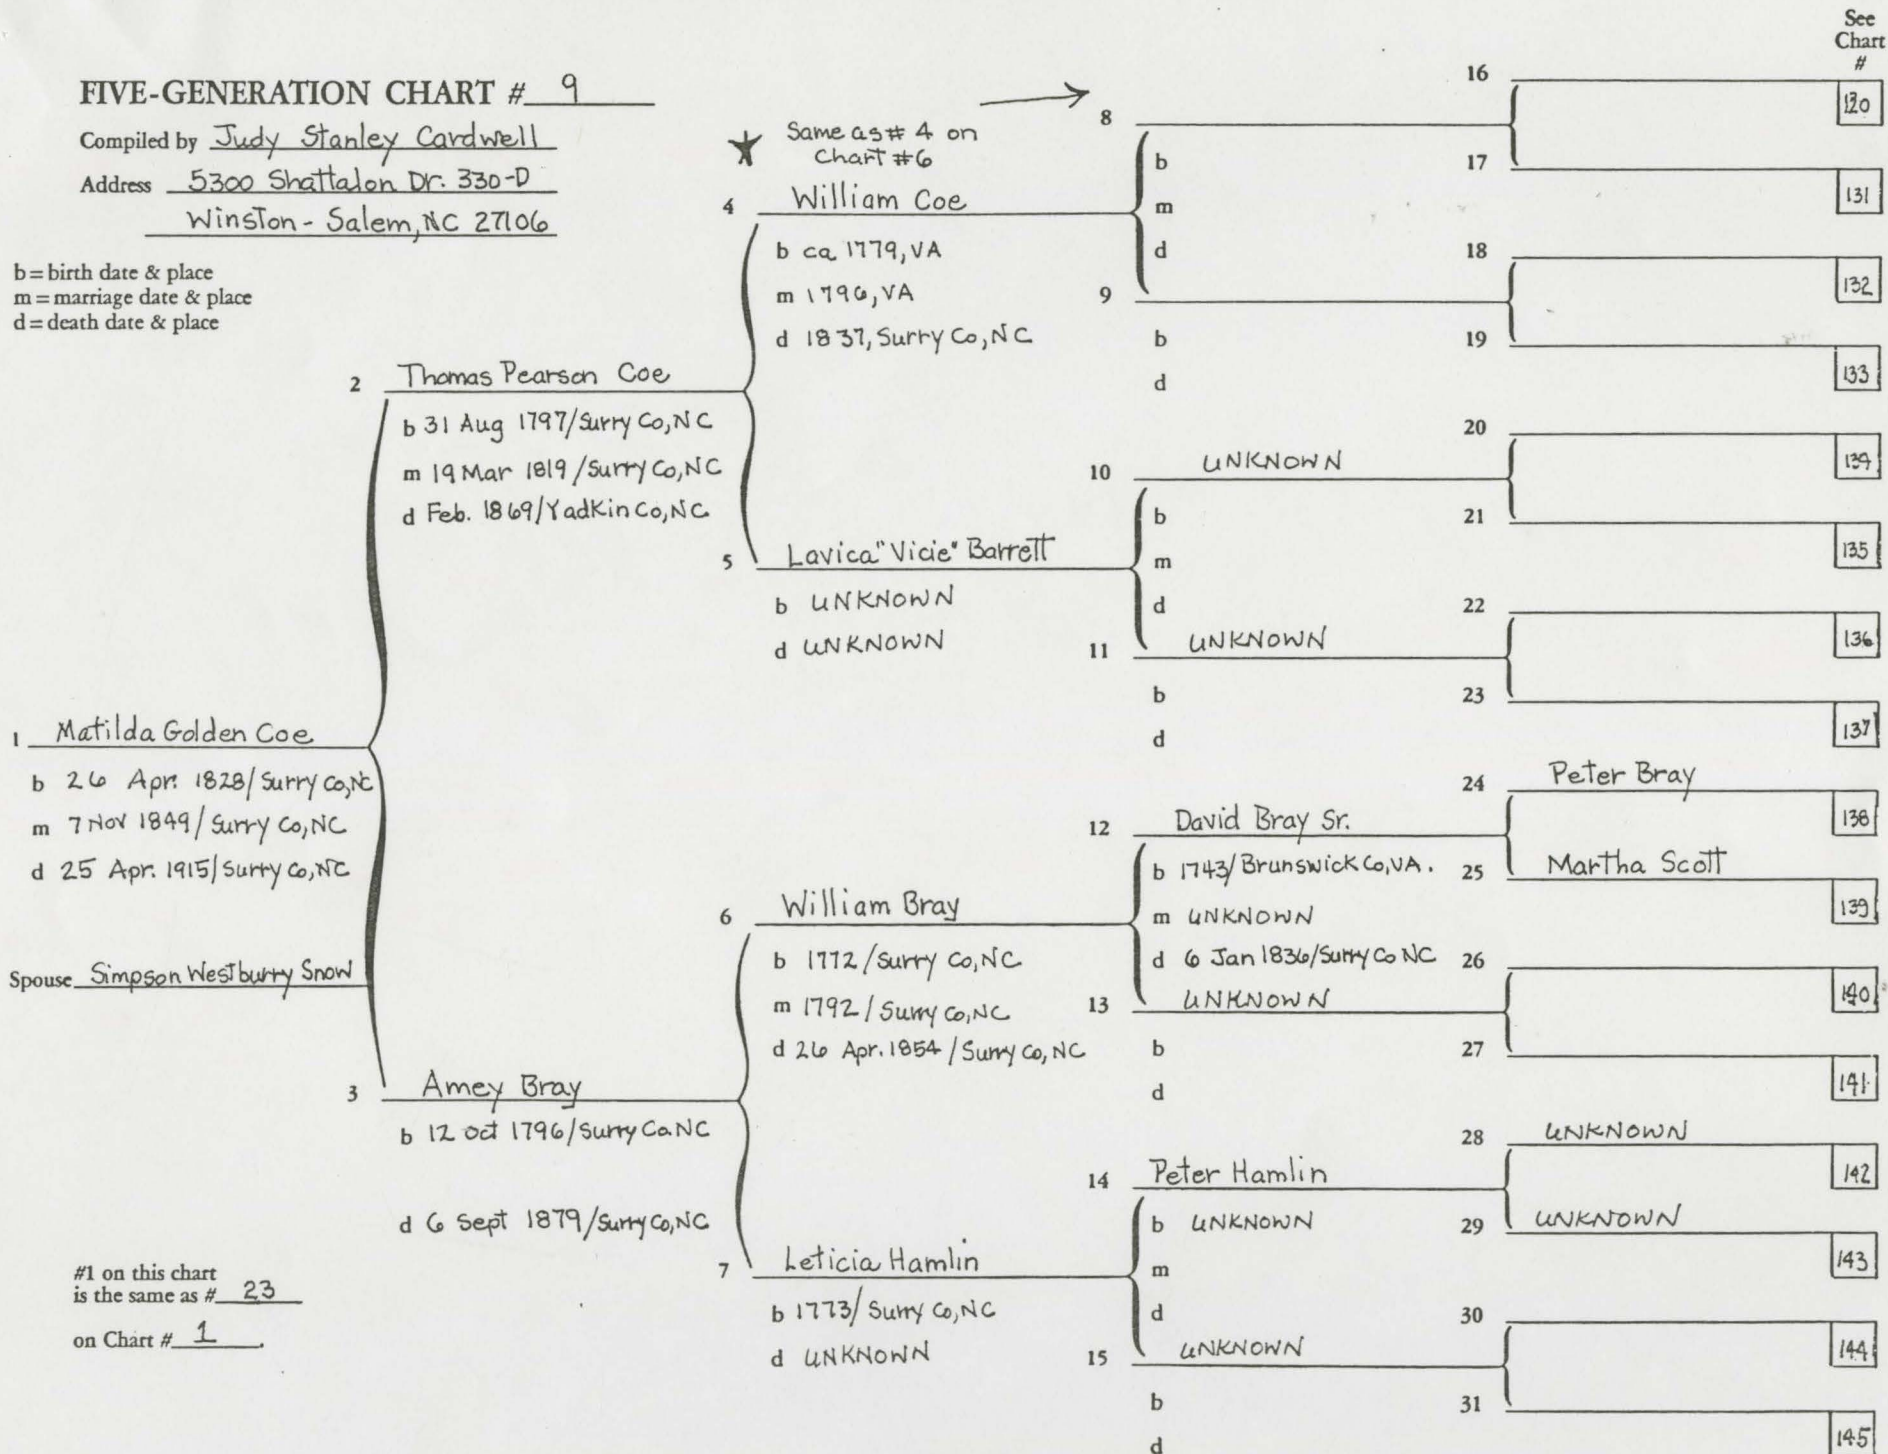 See
Chart
#
FIVE-GENERATION CHART # 9
Compiled by Judy Stanley Cardwell
Address 5300 Shattalon Dr. 330-D
Winston-Salem, NC 27106
b = birth date & place
m = marriage date & place
d = death date & place
1 Matilda Golden Coe
b 26 Apr. 1828/Surry Co, NC
m 7 Nov 1849/Surry Co, NC
d 25 Apr. 1915/Surry Co, NC
Spouse Simpson Westburry Snow
#1 on this chart
is the same as # 23
on Chart # 1.
2 Thomas Pearson Coe
b 31 Aug 1797/Surry Co, NC
m 19 Mar 1819/Surry Co, NC
d Feb. 1869/Yadkin Co, NC
3 Amey Bray
b 12 Oct 1796/Surry Co. NC
d 6 Sept 1879/Surry Co, NC
★ Same as # 4 on
Chart #6
4 William Coe
b ca 1779, VA
m 1796, VA
d 1837, Surry Co, NC
5 Lavica "Vicie" Barrett
b UNKNOWN
d UNKNOWN
6 William Bray
b 1772/Surry Co, NC
m 1792/Surry Co, NC
d 26 Apr. 1854/Surry Co, NC
7 Leticia Hamlin
b 1773/Surry Co, NC
d UNKNOWN
8
b
m
d
9
b
d
10 UNKNOWN
b
m
d
11 UNKNOWN
b
d
12 David Bray Sr.
b 1743/Brunswick Co, VA.
m UNKNOWN
d 6 Jan 1836/Surry Co NC
13 UNKNOWN
b
d
14 Peter Hamlin
b UNKNOWN
m
d
15 UNKNOWN
b
d
16
17
18
19
20
21
22
23
24 Peter Bray
25 Martha Scott
26
27
28 UNKNOWN
29 UNKNOWN
30
31
131
132
133
134
135
136
137
138
139
140
141
142
143
144
145